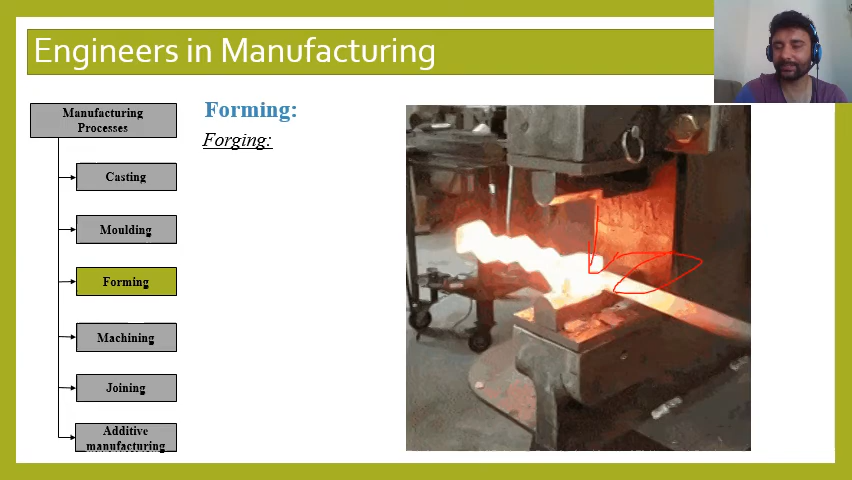 Engineers in Manufacturing
Manufacturing
Processes
Casting
Moulding
Forming
Machining
Joining
Additive
manufacturing
Forming:
Forging: